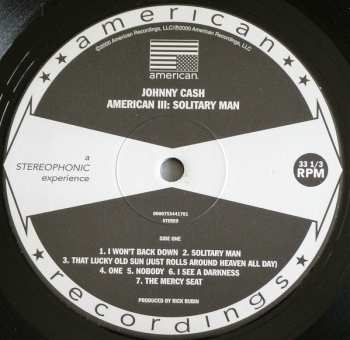 american
℗2000 American Recordings, LLC/©2000 American Recordings, LLC.
american.
JOHNNY CASH
AMERICAN III: SOLITARY MAN
a
STEREOPHONIC
experience
33 1/3
RPM
0060753441701
STEREO
SIDE ONE
1. I WON'T BACK DOWN 2. SOLITARY MAN
3. THAT LUCKY OLD SUN (JUST ROLLS AROUND HEAVEN ALL DAY)
4. ONE 5. NOBODY 6. I SEE A DARKNESS
7. THE MERCY SEAT
PRODUCED BY RICK RUBIN
recordings